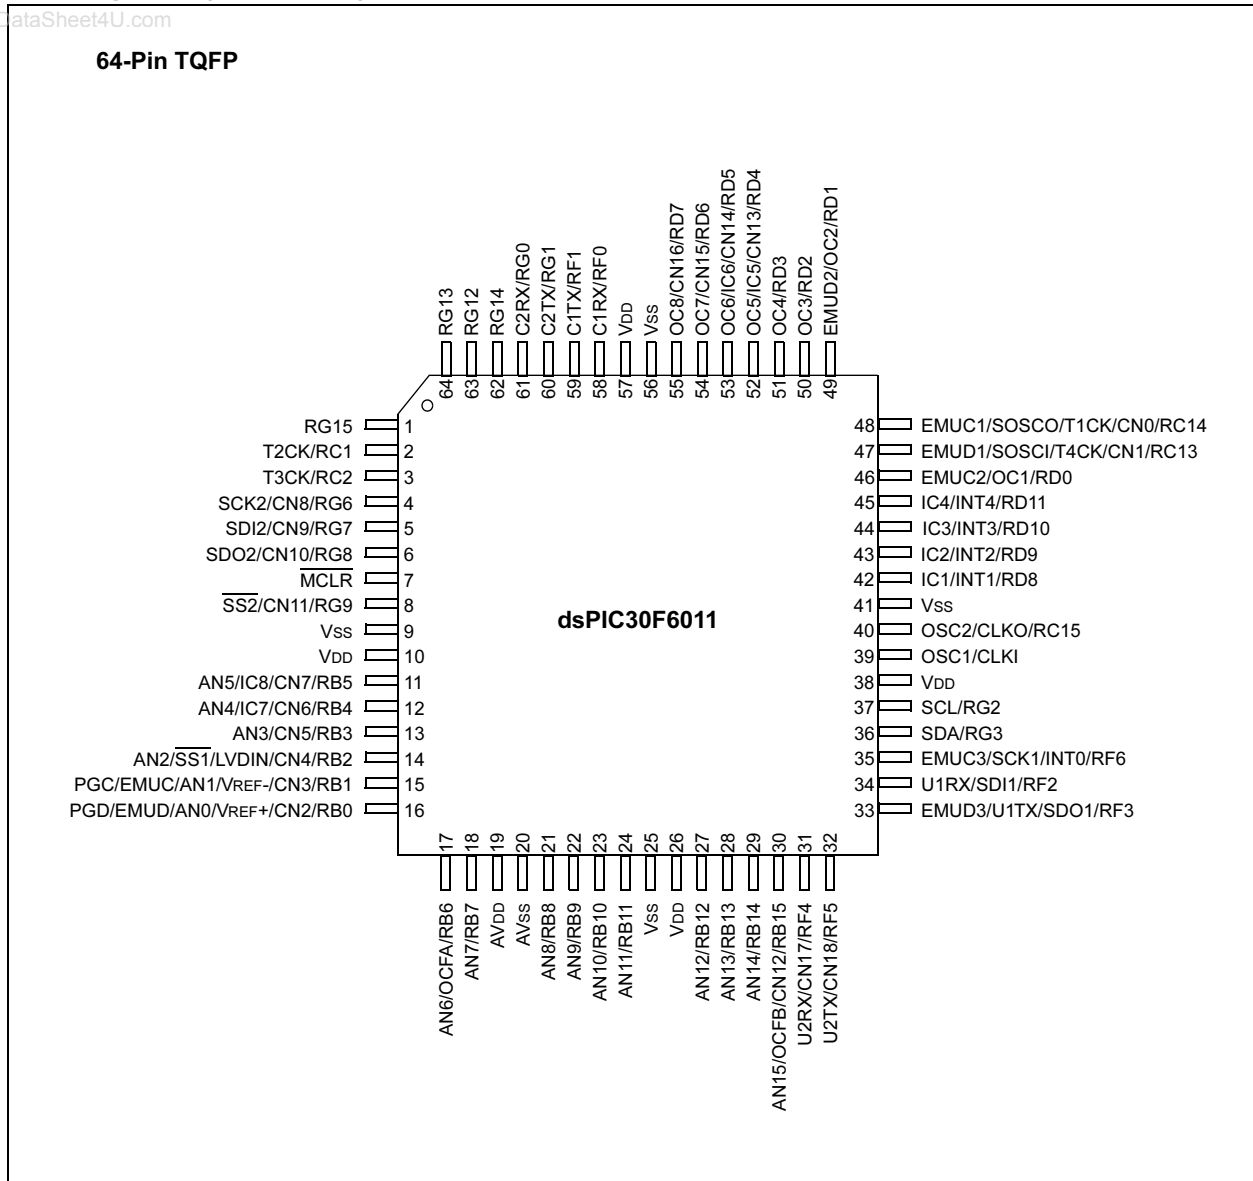 DataSheet4U.com
64-Pin TQFP
RG13
RG12
RG14
C2RX/RG0
C2TX/RG1
C1TX/RF1
C1RX/RF0
VDD
VSS
OC8/CN16/RD7
OC7/CN15/RD6
OC6/IC6/CN14/RD5
OC5/IC5/CN13/RD4
OC4/RD3
OC3/RD2
EMUD2/OC2/RD1
64 63 62 61 60 59 58 57 56 55 54 53 52 51 50 49
RG15 1
T2CK/RC1 2
T3CK/RC2 3
SCK2/CN8/RG6 4
SDI2/CN9/RG7 5
SDO2/CN10/RG8 6
MCLR 7
SS2/CN11/RG9 8
VSS 9
VDD 10
AN5/IC8/CN7/RB5 11
AN4/IC7/CN6/RB4 12
AN3/CN5/RB3 13
AN2/SS1/LVDIN/CN4/RB2 14
PGC/EMUC/AN1/VREF-/CN3/RB1 15
PGD/EMUD/AN0/VREF+/CN2/RB0 16
dsPIC30F6011
48 EMUC1/SOSCO/T1CK/CN0/RC14
47 EMUD1/SOSCI/T4CK/CN1/RC13
46 EMUC2/OC1/RD0
45 IC4/INT4/RD11
44 IC3/INT3/RD10
43 IC2/INT2/RD9
42 IC1/INT1/RD8
41 VSS
40 OSC2/CLKO/RC15
39 OSC1/CLKI
38 VDD
37 SCL/RG2
36 SDA/RG3
35 EMUC3/SCK1/INT0/RF6
34 U1RX/SDI1/RF2
33 EMUD3/U1TX/SDO1/RF3
17 18 19 20 21 22 23 24 25 26 27 28 29 30 31 32
AN6/OCFA/RB6
AN7/RB7
AVDD
AVSS
AN8/RB8
AN9/RB9
AN10/RB10
AN11/RB11
VSS
VDD
AN12/RB12
AN13/RB13
AN14/RB14
AN15/OCFB/CN12/RB15
U2RX/CN17/RF4
U2TX/CN18/RF5